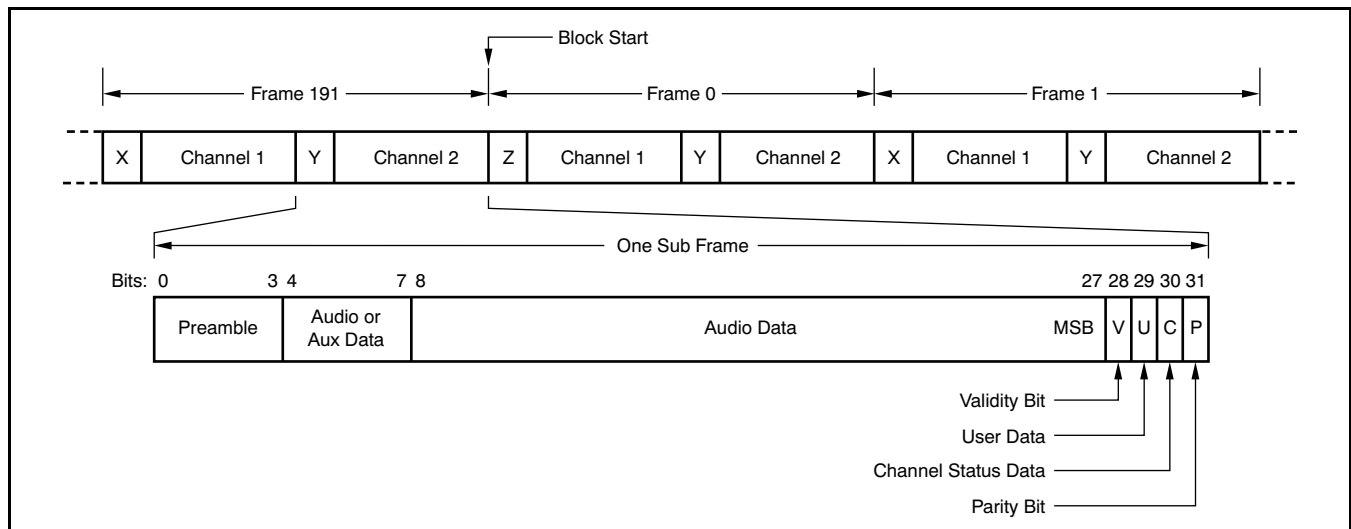 Block Start
Frame 191 Frame 0 Frame 1
X Channel 1 Y Channel 2 Z Channel 1 Y Channel 2 X Channel 1 Y Channel 2
One Sub Frame
Bits: 0 3 4 7 8 27 28 29 30 31
Preamble Audio or Aux Data Audio Data MSB V U C P
Validity Bit
User Data
Channel Status Data
Parity Bit